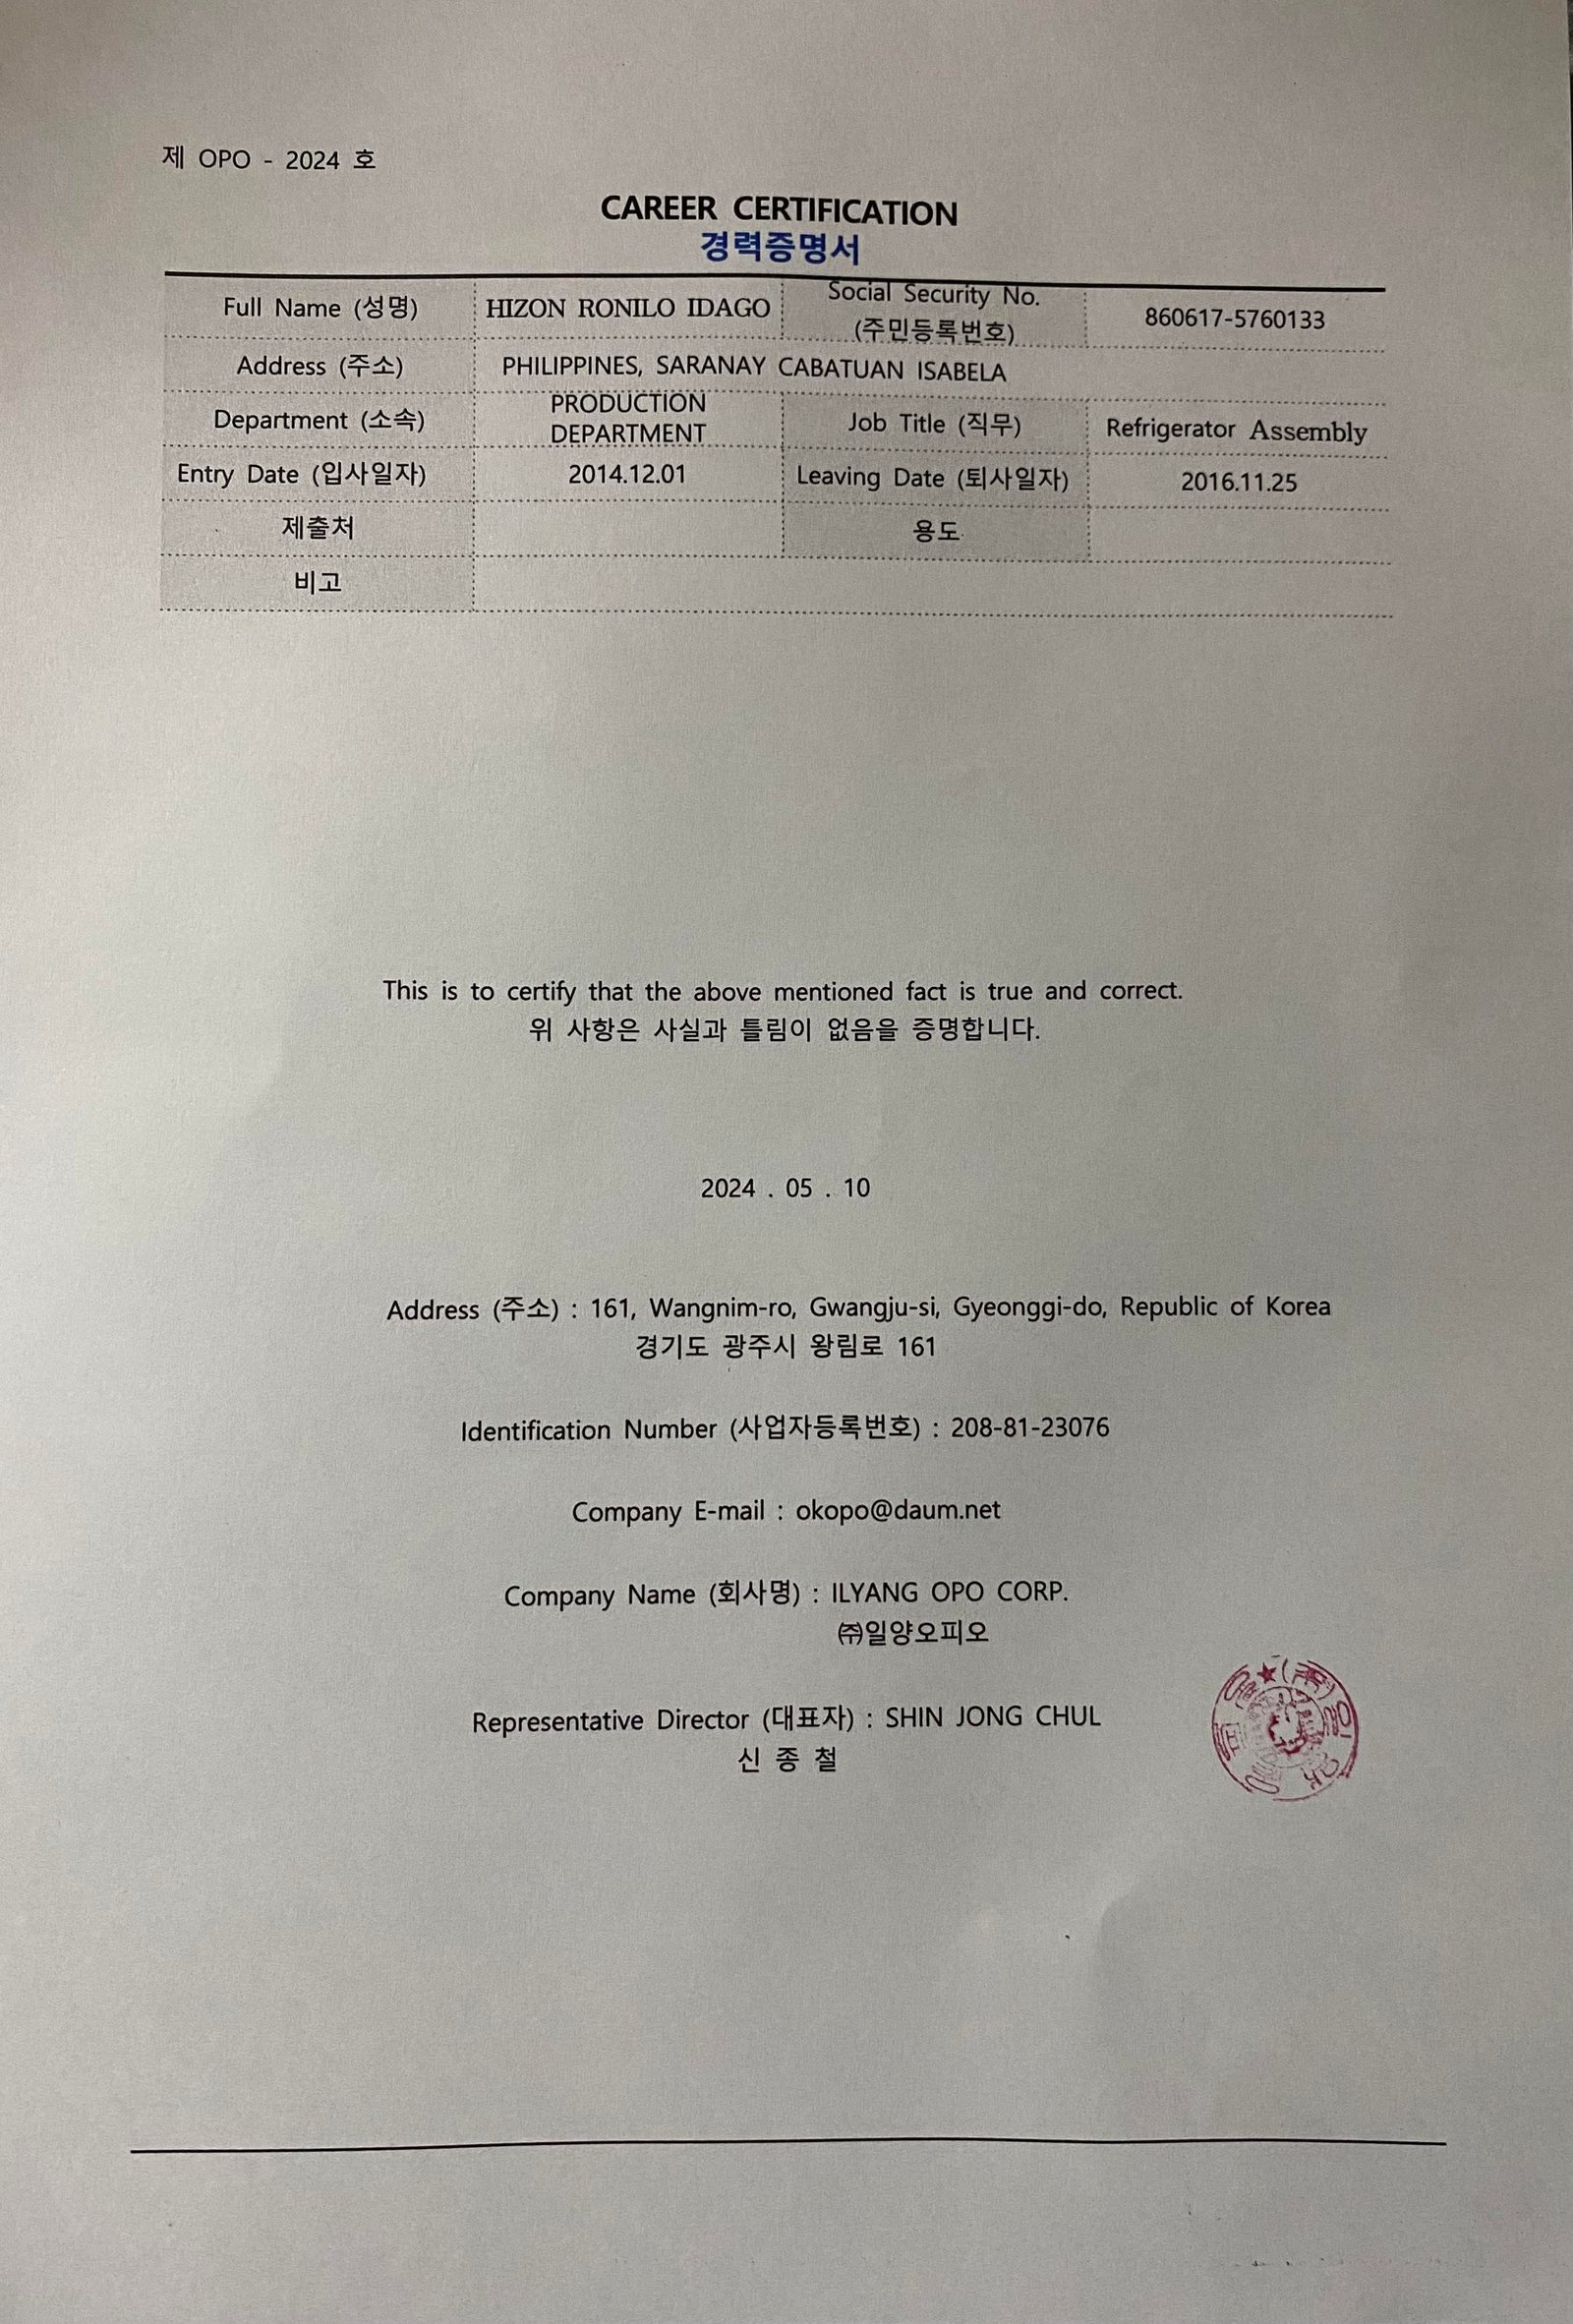 제 OPO - 2024 호
CAREER CERTIFICATION
경력증명서
Full Name (성명) HIZON RONILO IDAGO Social Security No. (주민등록번호) 860617-5760133
Address (주소) PHILIPPINES, SARANAY CABATUAN ISABELA
Department (소속) PRODUCTION DEPARTMENT Job Title (직무) Refrigerator Assembly
Entry Date (입사일자) 2014.12.01 Leaving Date (퇴사일자) 2016.11.25
제출처 용도
비고
This is to certify that the above mentioned fact is true and correct.
위 사항은 사실과 틀림이 없음을 증명합니다.
2024 . 05 . 10
Address (주소) : 161, Wangnim-ro, Gwangju-si, Gyeonggi-do, Republic of Korea
경기도 광주시 왕림로 161
Identification Number (사업자등록번호) : 208-81-23076
Company E-mail : okopo@daum.net
Company Name (회사명) : ILYANG OPO CORP.
㈜일양오피오
Representative Director (대표자) : SHIN JONG CHUL
신 종 철